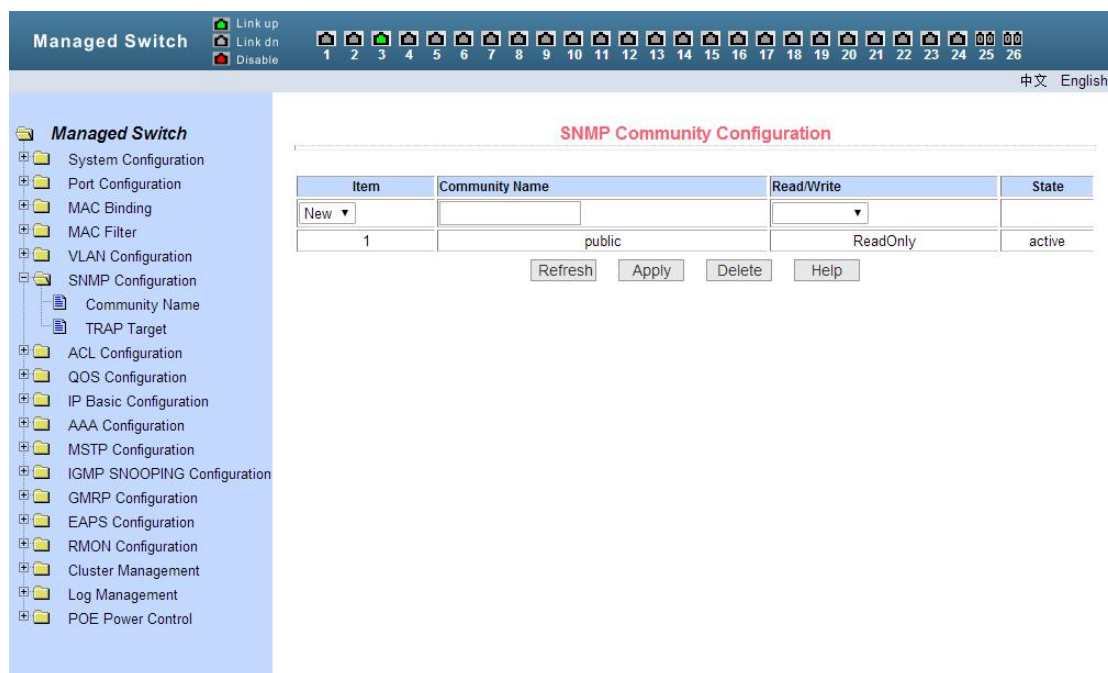 Managed Switch
Link up
Link dn
Disable
1 2 3 4 5 6 7 8 9 10 11 12 13 14 15 16 17 18 19 20 21 22 23 24 25 26
中文 English
Managed Switch
System Configuration
Port Configuration
MAC Binding
MAC Filter
VLAN Configuration
SNMP Configuration
Community Name
TRAP Target
ACL Configuration
QOS Configuration
IP Basic Configuration
AAA Configuration
MSTP Configuration
IGMP SNOOPING Configuration
GMRP Configuration
EAPS Configuration
RMON Configuration
Cluster Management
Log Management
POE Power Control
SNMP Community Configuration
Item Community Name Read/Write State
New
1 public ReadOnly active
Refresh Apply Delete Help